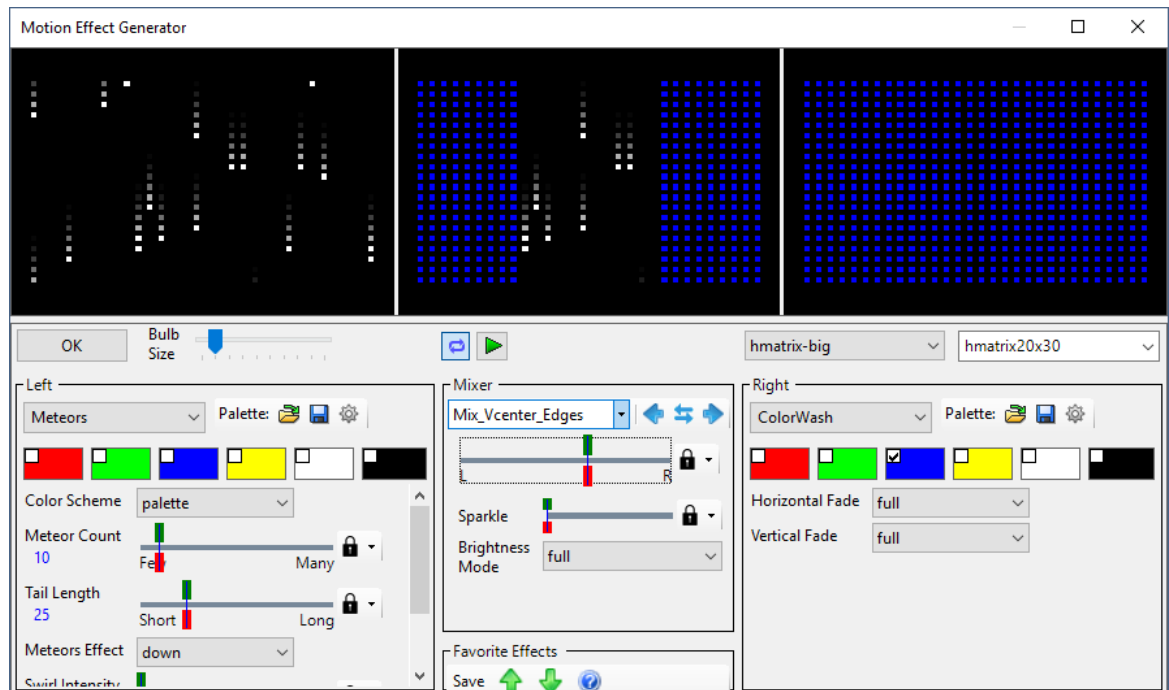 Motion Effect Generator
OK
Bulb
Size
hmatrix-big
hmatrix20x30
Left
Meteors
Palette:
Color Scheme
palette
Meteor Count
10
Few
Many
Tail Length
25
Short
Long
Meteors Effect
down
Swirl Intensity
Mixer
Mix_Vcenter_Edges
L
R
Sparkle
Brightness
Mode
full
Favorite Effects
Save
Right
ColorWash
Palette:
Horizontal Fade
full
Vertical Fade
full